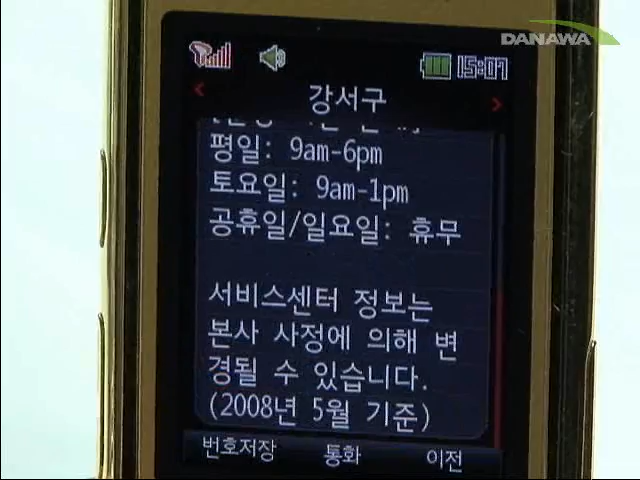 DANAWA
15:07
강서구
평일: 9am-6pm
토요일: 9am-1pm
공휴일/일요일: 휴무
서비스센터 정보는
본사 사정에 의해 변
경될 수 있습니다.
(2008년 5월 기준)
번호저장 통화 이전